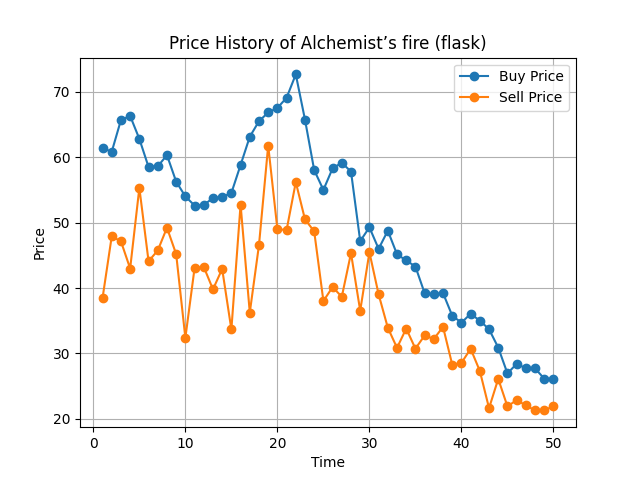 Price History of Alchemist’s fire (flask)
Buy Price
Sell Price
Price
70
60
50
40
30
20
0
10
20
30
40
50
Time